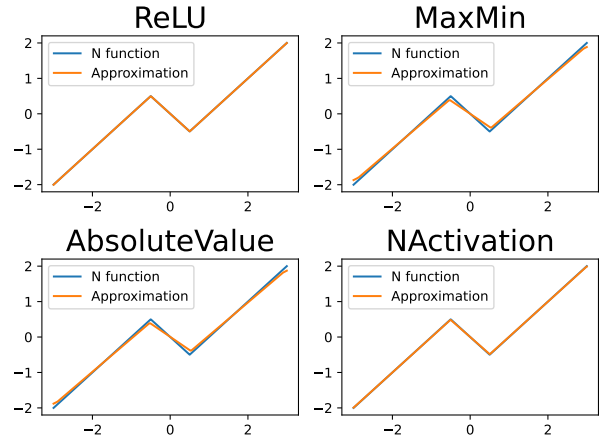 ReLU
2
1
0
−1
−2
N function
Approximation
−2
0
2
MaxMin
2
1
0
−1
−2
N function
Approximation
−2
0
2
AbsoluteValue
2
1
0
−1
−2
N function
Approximation
−2
0
2
NActivation
2
1
0
−1
−2
N function
Approximation
−2
0
2